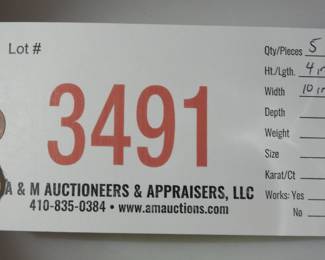 Lot #
3491
A & M AUCTIONEERS & APPRAISERS, LLC
410-835-0384 • www.amauctions.com
Qty/Pieces 5
Ht./Lgth. 4 in
Width 10 in
Depth
Weight
Size
Karat/Ct
Works: Yes
No